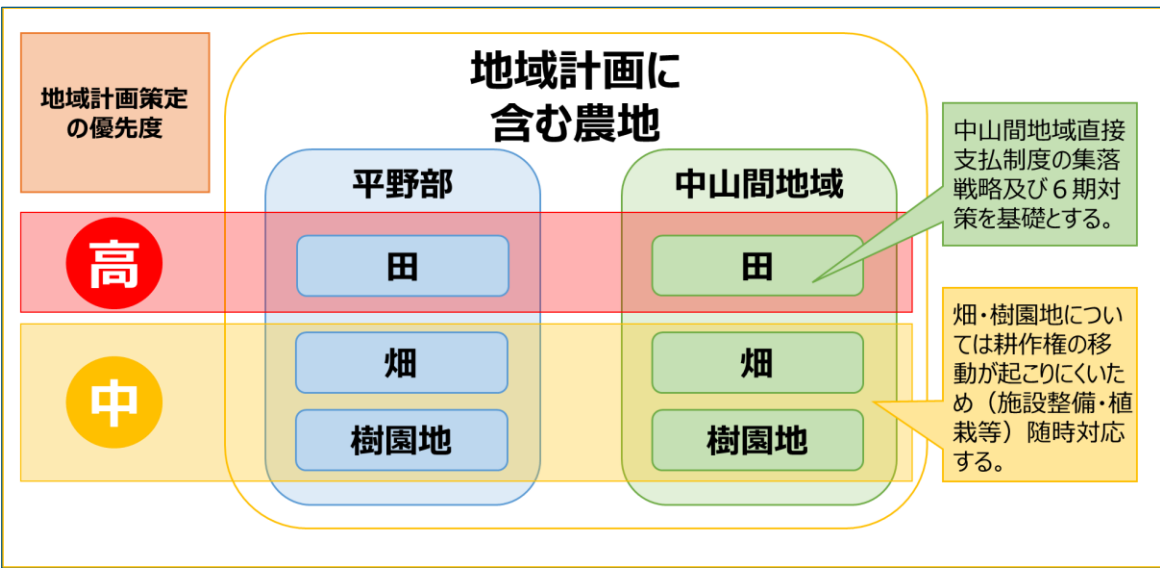 地域計画策定
の優先度
地域計画に
含む農地
平野部
中山間地域
高
田
田
中
畑
畑
樹園地
樹園地
中山間地域直接
支払制度の集落
戦略及び６期対
策を基礎とする。
畑・樹園地につい
ては耕作権の移
動が起こりにくいた
め（施設整備・植
栽等）随時対応
する。